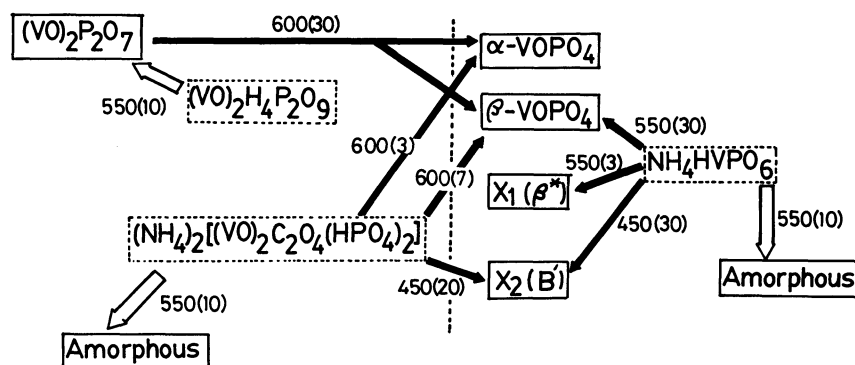 600(30)
(VO)2P2O7
α-VOPO4
550(10)
(VO)2H4P2O9
β-VOPO4
550(30)
600(3)
NH4HVPO6
550(3)
600(7)
X1(β*)
(NH4)2[(VO)2C2O4(HPO4)2]
450(30)
550(10)
450(20)
X2(B')
Amorphous
550(10)
Amorphous